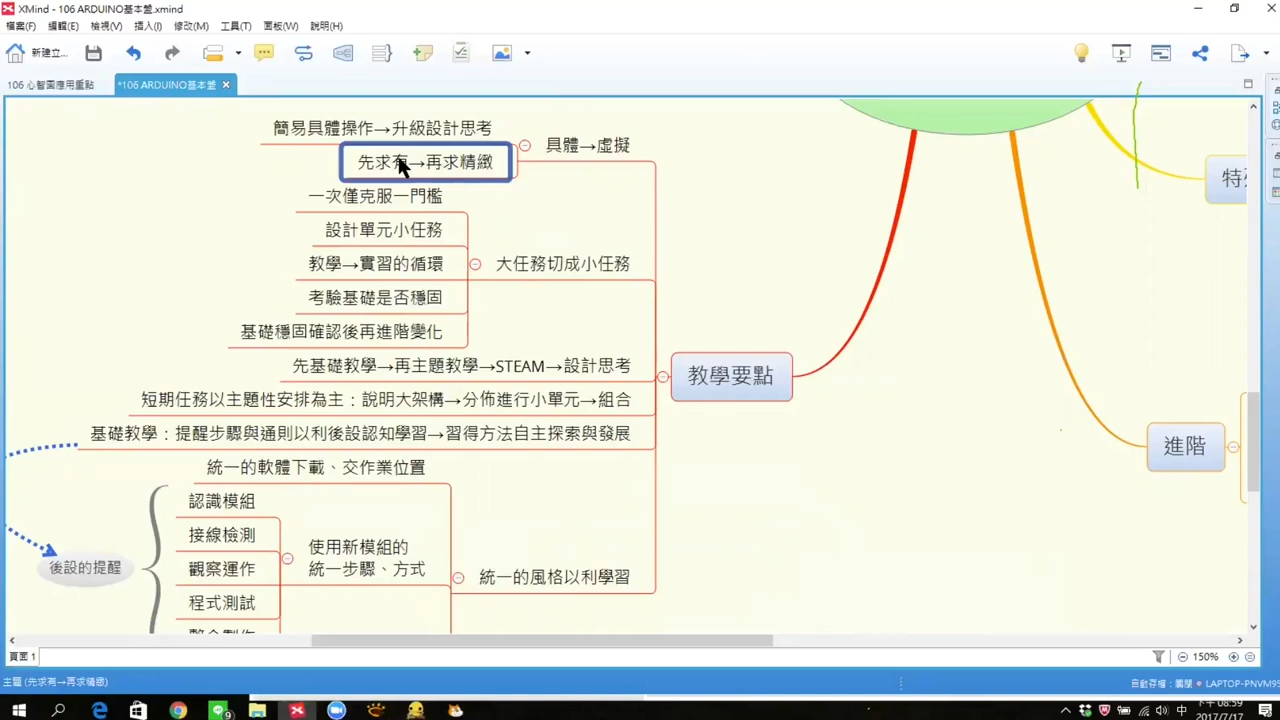 XMind - 106 ARDUINO基本盤.xmind
檔案(F) 編輯(E) 檢視(V) 插入(I) 修改(M) 工具(T) 面板(W) 說明(H)
新建立...
106 心智圖應用重點
*106 ARDUINO基本盤
簡易具體操作→升級設計思考
具體→虛擬
先求有→再求精緻
一次僅克服一門檻
設計單元小任務
教學→實習的循環
大任務切成小任務
考驗基礎是否穩固
基礎穩固確認後再進階變化
先基礎教學→再主題教學→STEAM→設計思考
教學要點
短期任務以主題性安排為主：說明大架構→分佈進行小單元→組合
基礎教學：提醒步驟與通則以利後設認知學習→習得方法自主探索與發展
進階
統一的軟體下載、交作業位置
認識模組
接線檢測
使用新模組的
統一步驟、方式
觀察運作
後設的提醒
統一的風格以利學習
程式測試
頁面 1
150%
主題 (先求有→再求精緻)
自動存檔: 關閉
LAPTOP-PNVM95
9
中
下午 08:59
2017/7/17